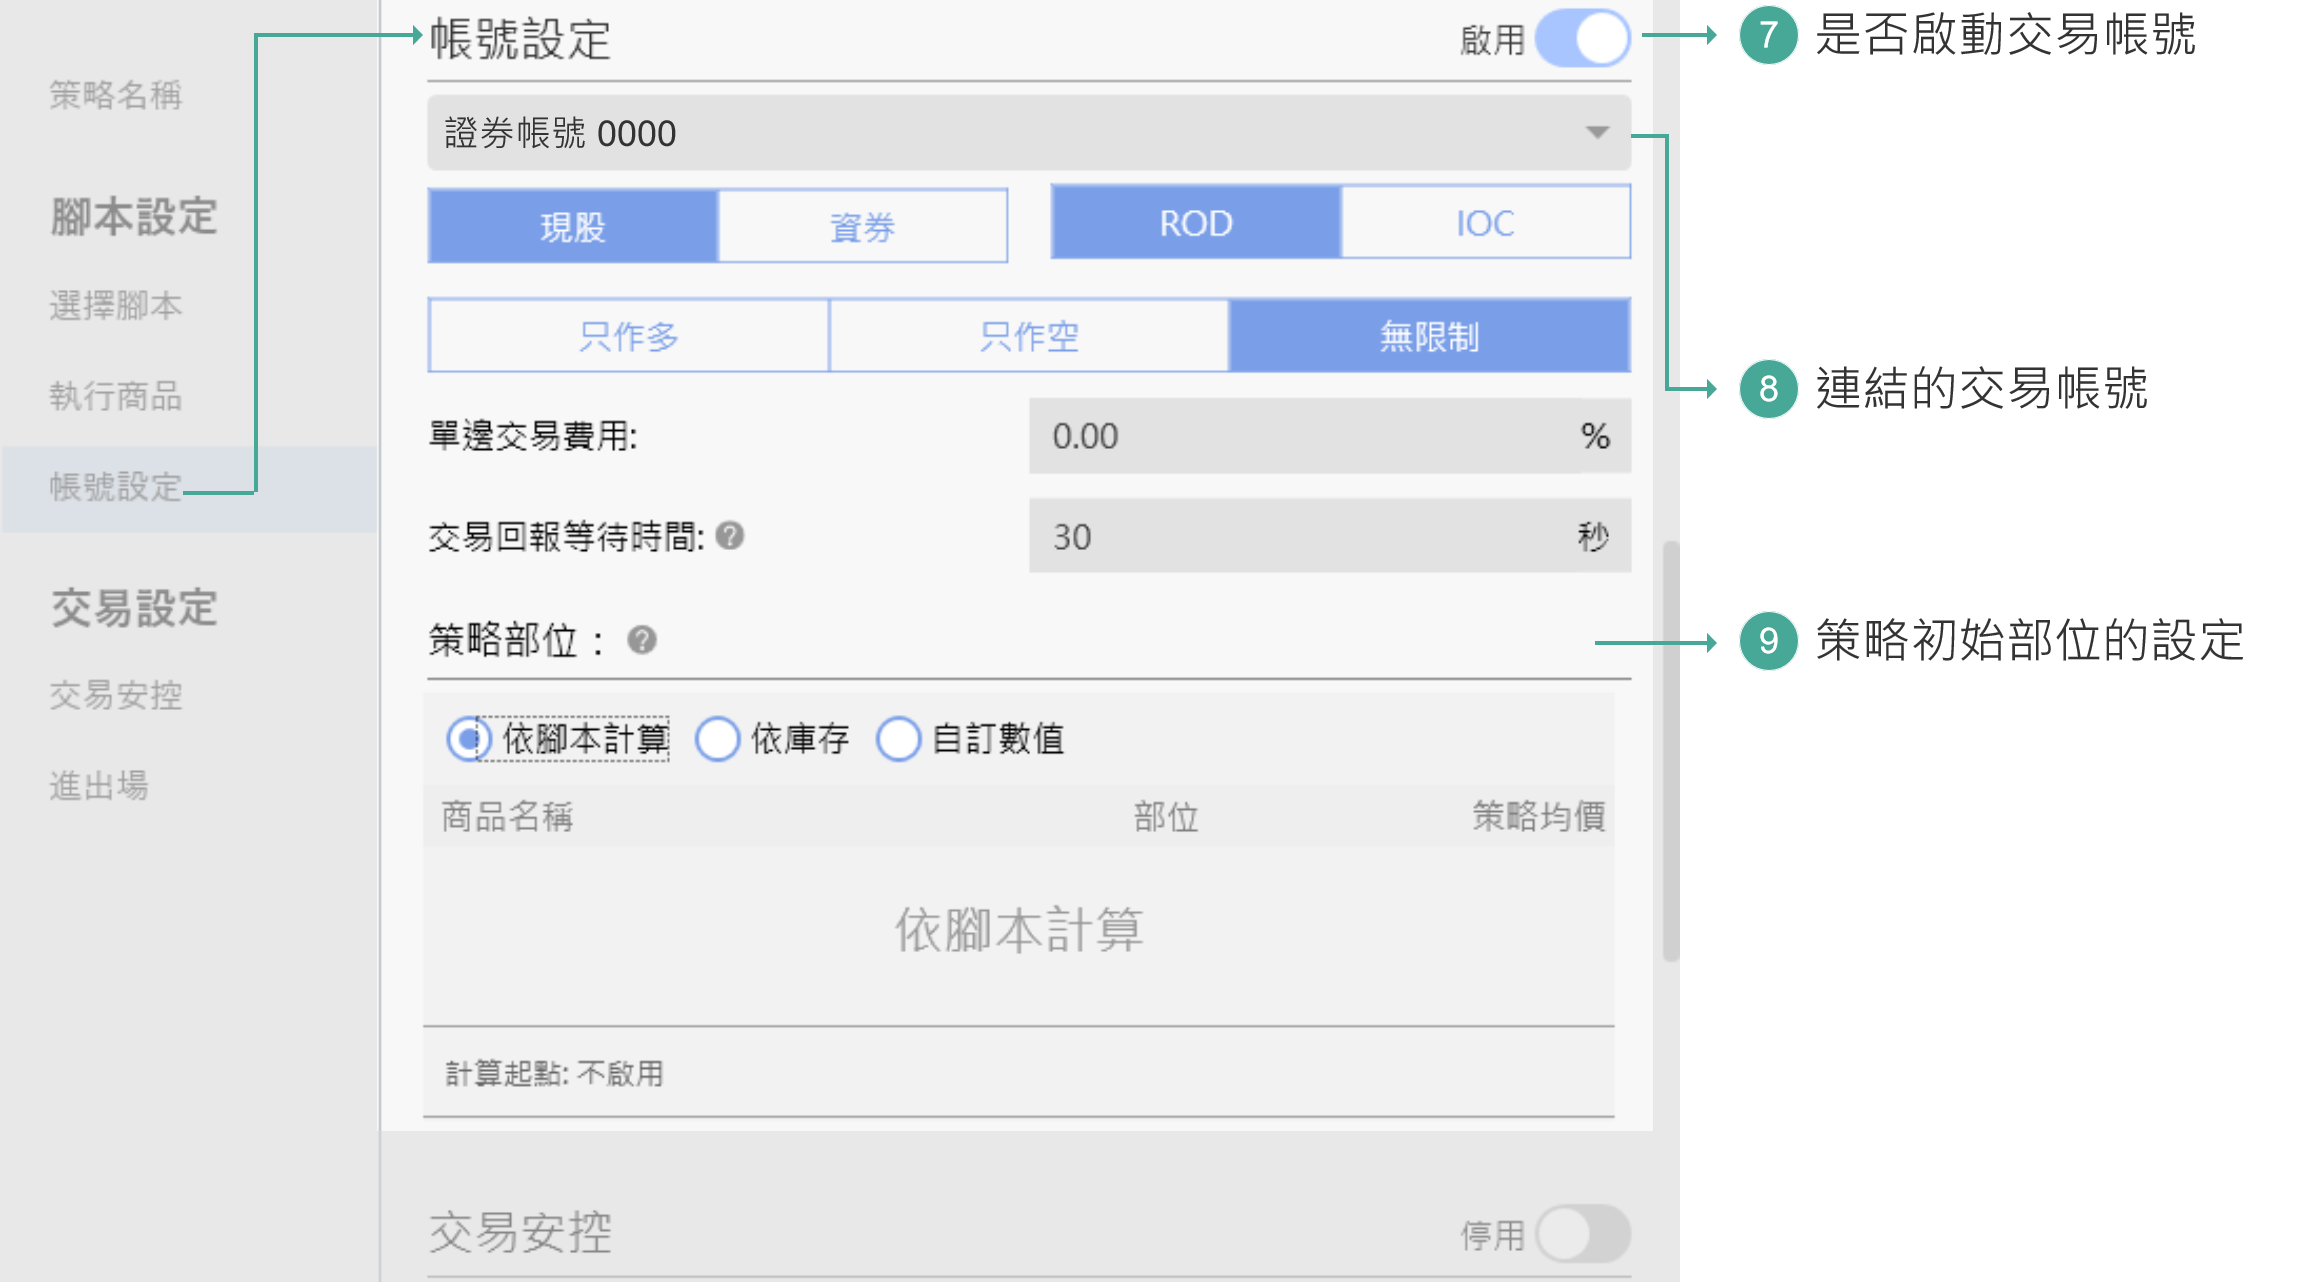 策略名稱
腳本設定
選擇腳本
執行商品
帳號設定
交易設定
交易安控
進出場
帳號設定
啟用
證券帳號 0000
現股 資券 ROD IOC
只作多 只作空 無限制
單邊交易費用: 0.00 %
交易回報等待時間: ? 30 秒
策略部位： ?
依腳本計算 依庫存 自訂數值
商品名稱 部位 策略均價
依腳本計算
計算起點: 不啟用
交易安控 停用
7 是否啟動交易帳號
8 連結的交易帳號
9 策略初始部位的設定